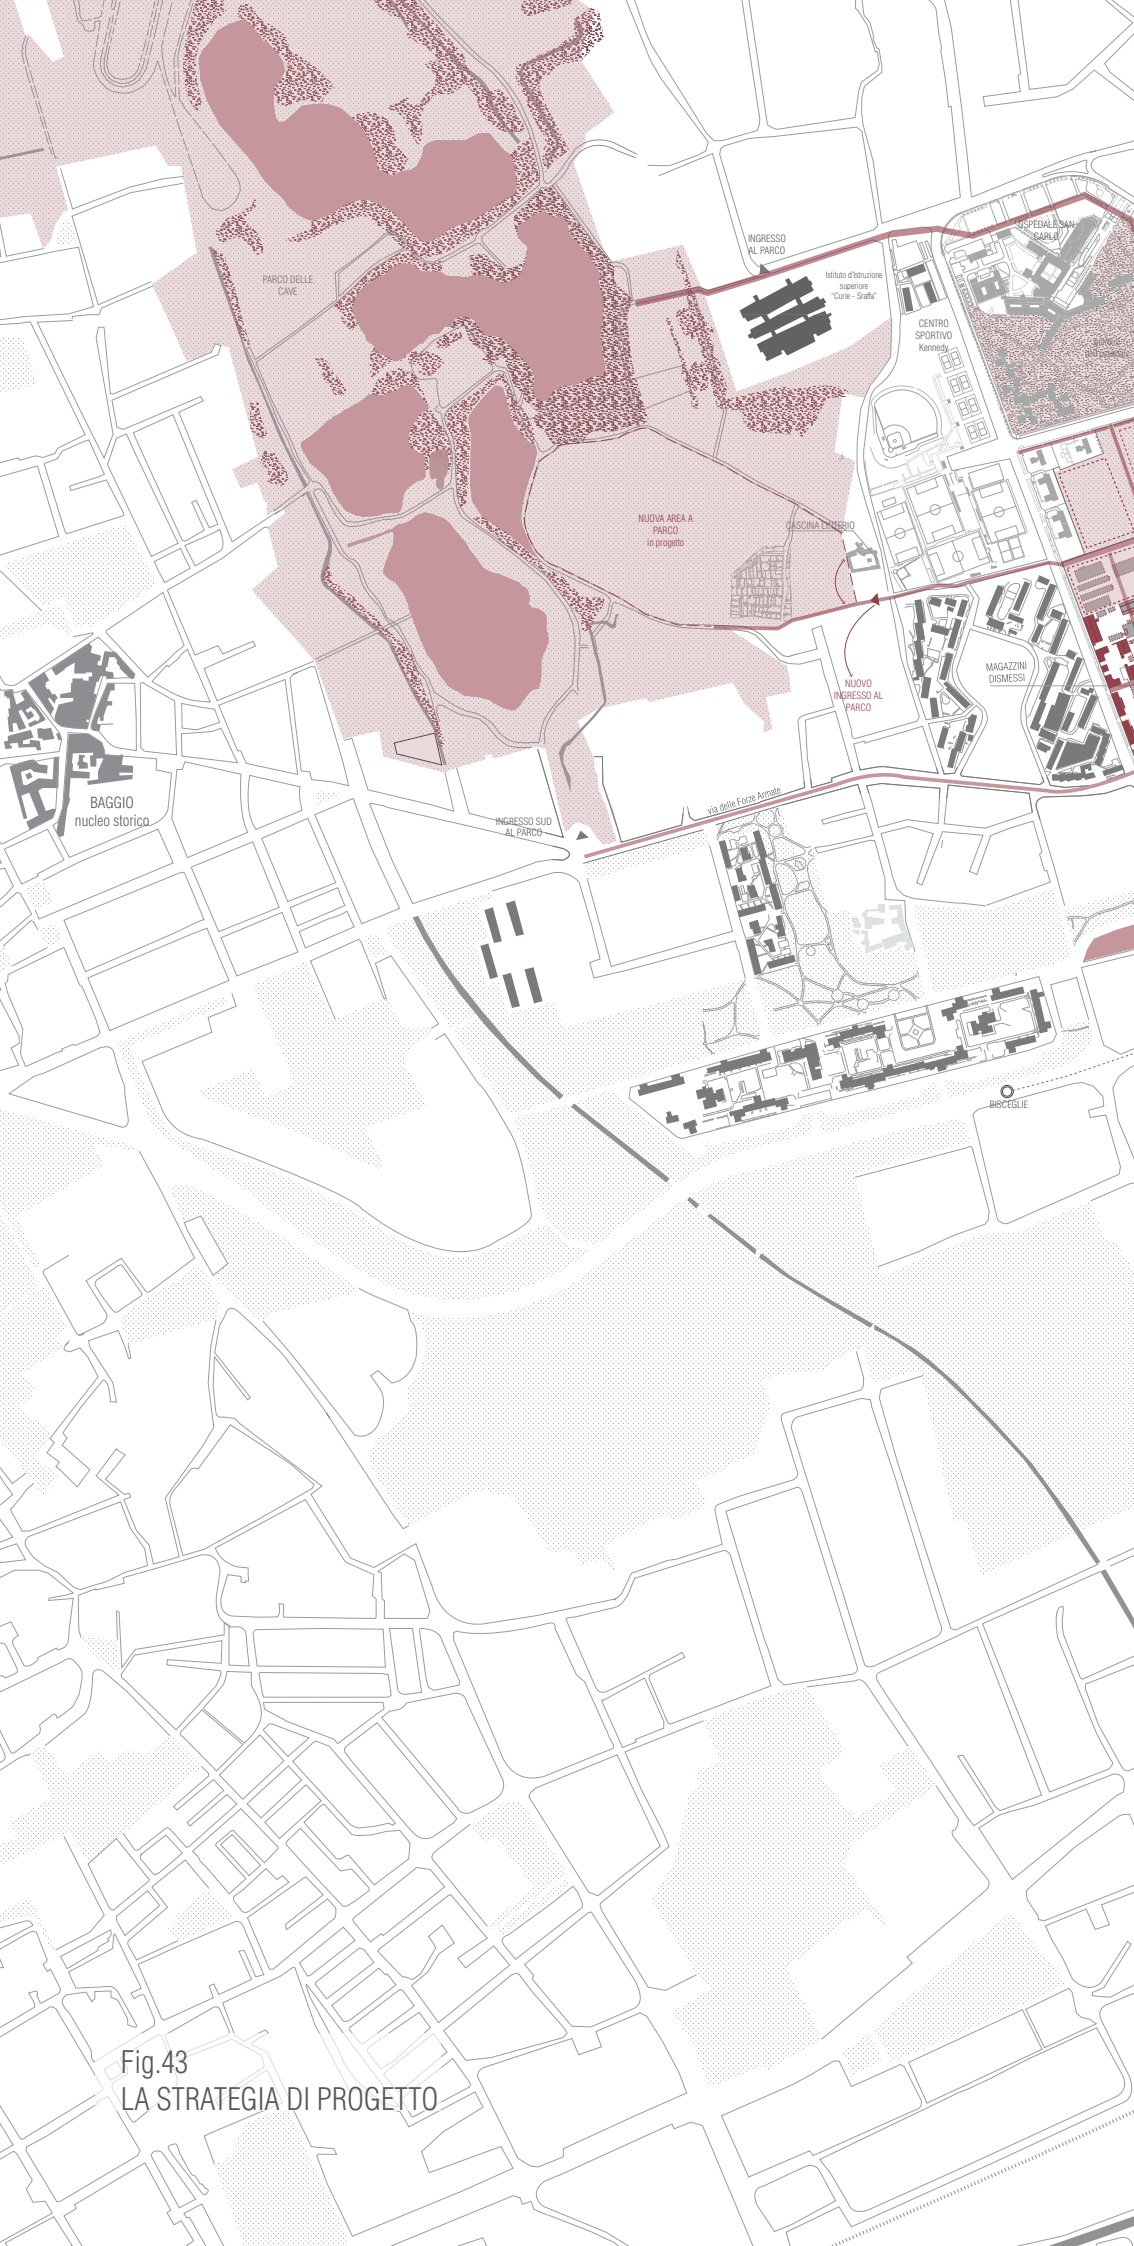 OSPEDALE SAN
CARLO
INGRESSO
AL PARCO
Istituto d'Istruzione
superiore
"Curie - Sraffa"
PARCO DELLE
CAVE
CENTRO
SPORTIVO
Kennedy
NUOVA AREA A
PARCO
in progetto
CASCINA LINTERIO
MAGAZZINI
DISMESSI
NUOVO
INGRESSO AL
PARCO
via delle Forze Armate
BAGGIO
nucleo storico
INGRESSO SUD
AL PARCO
BISCEGLIE
Fig.43
LA STRATEGIA DI PROGETTO